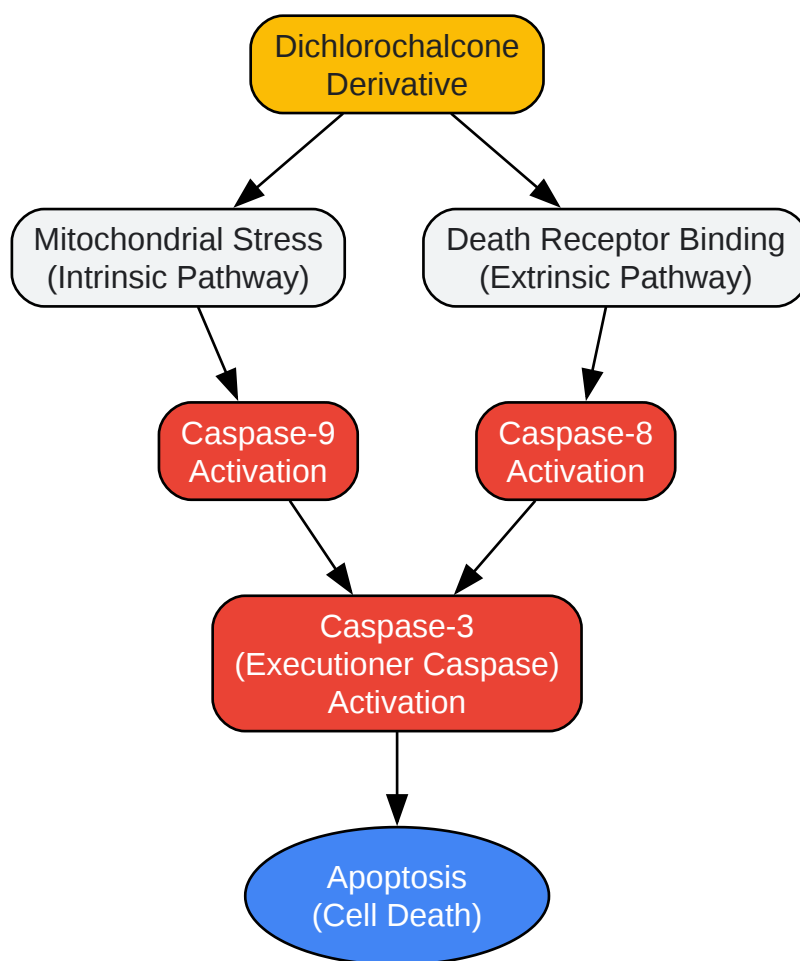 Dichlorochalcone
Derivative
Mitochondrial Stress
(Intrinsic Pathway)
Death Receptor Binding
(Extrinsic Pathway)
Caspase-9
Activation
Caspase-8
Activation
Caspase-3
(Executioner Caspase)
Activation
Apoptosis
(Cell Death)